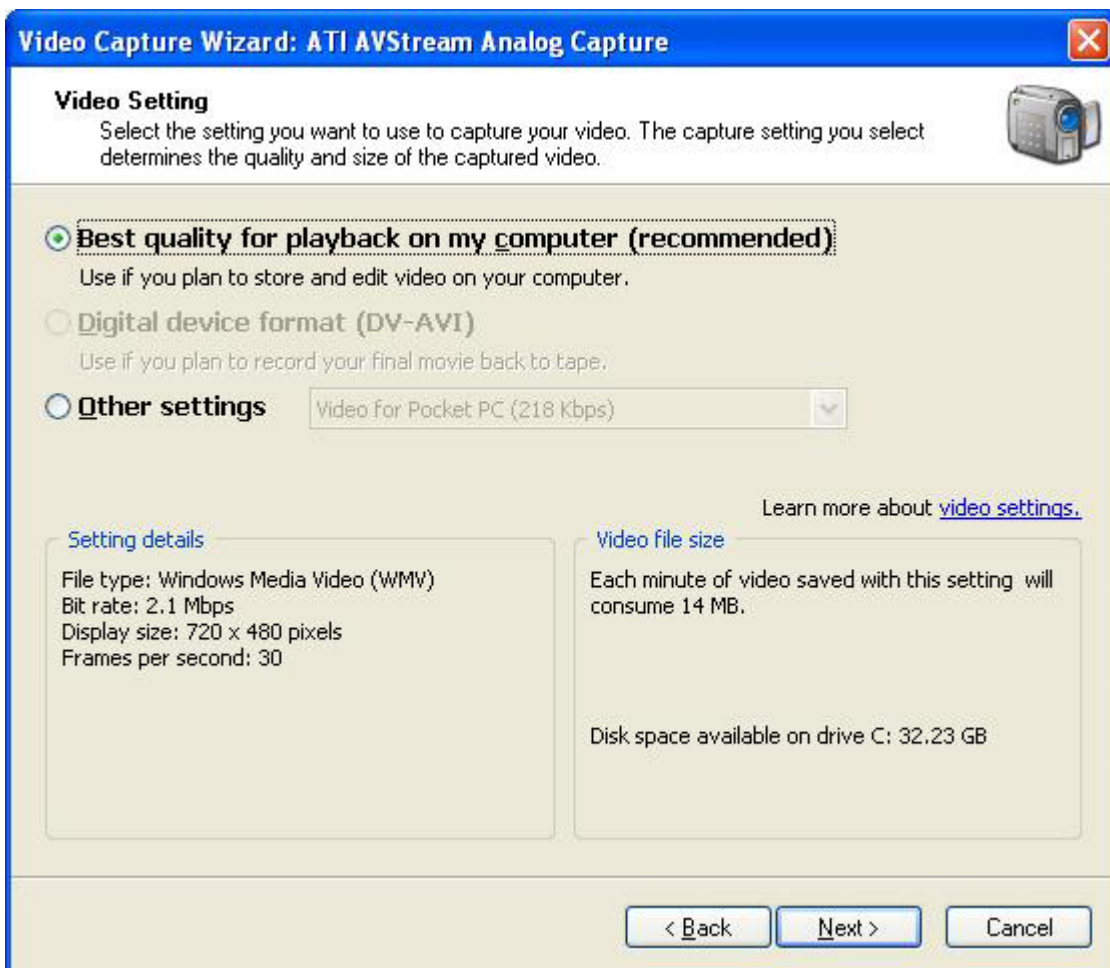 Video Capture Wizard: ATI AVStream Analog Capture
Video Setting
Select the setting you want to use to capture your video. The capture setting you select
determines the quality and size of the captured video.
Best quality for playback on my computer (recommended)
Use if you plan to store and edit video on your computer.
Digital device format (DV-AVI)
Use if you plan to record your final movie back to tape.
Other settings
Video for Pocket PC (218 Kbps)
Learn more about video settings.
Setting details
File type: Windows Media Video (WMV)
Bit rate: 2.1 Mbps
Display size: 720 x 480 pixels
Frames per second: 30
Video file size
Each minute of video saved with this setting will
consume 14 MB.
Disk space available on drive C: 32.23 GB
< Back
Next >
Cancel